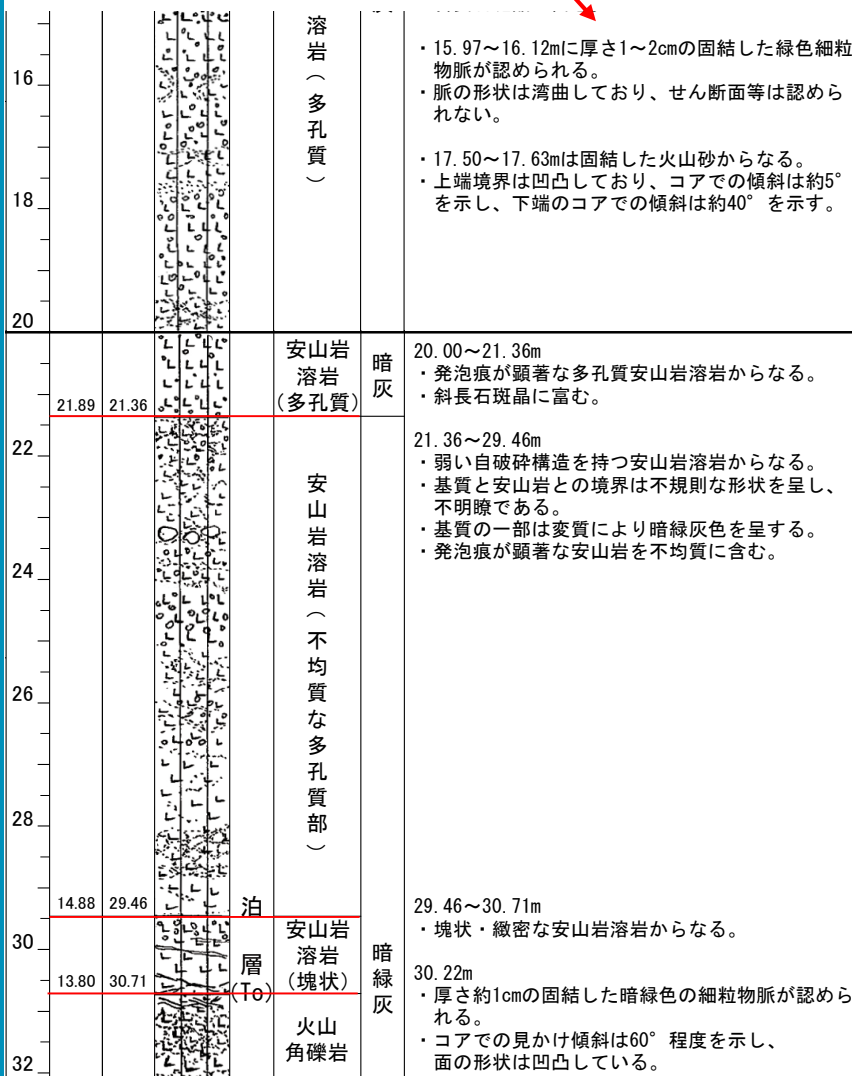 溶岩（多孔質）
・15.97～16.12mに厚さ1～2cmの固結した緑色細粒
物脈が認められる。
・脈の形状は湾曲しており、せん断面等は認めら
れない。
・17.50～17.63mは固結した火山砂からなる。
・上端境界は凹凸しており、コアでの傾斜は約5°
を示し、下端のコアでの傾斜は約40° を示す。
16
18
20
安山岩
溶岩
(多孔質)
暗灰
20.00～21.36m
・発泡痕が顕著な多孔質安山岩溶岩からなる。
・斜長石斑晶に富む。
21.89 21.36
22
24
26
28
安山岩溶岩（不均質な多孔質部）
21.36～29.46m
・弱い自破砕構造を持つ安山岩溶岩からなる。
・基質と安山岩との境界は不規則な形状を呈し、
不明瞭である。
・基質の一部は変質により暗緑灰色を呈する。
・発泡痕が顕著な安山岩を不均質に含む。
14.88 29.46
泊層
(To)
30
安山岩
溶岩
(塊状)
暗緑灰
29.46～30.71m
・塊状・緻密な安山岩溶岩からなる。
13.80 30.71
30.22m
・厚さ約1cmの固結した暗緑色の細粒物脈が認めら
れる。
・コアでの見かけ傾斜は60° 程度を示し、
面の形状は凹凸している。
火山
角礫岩
32